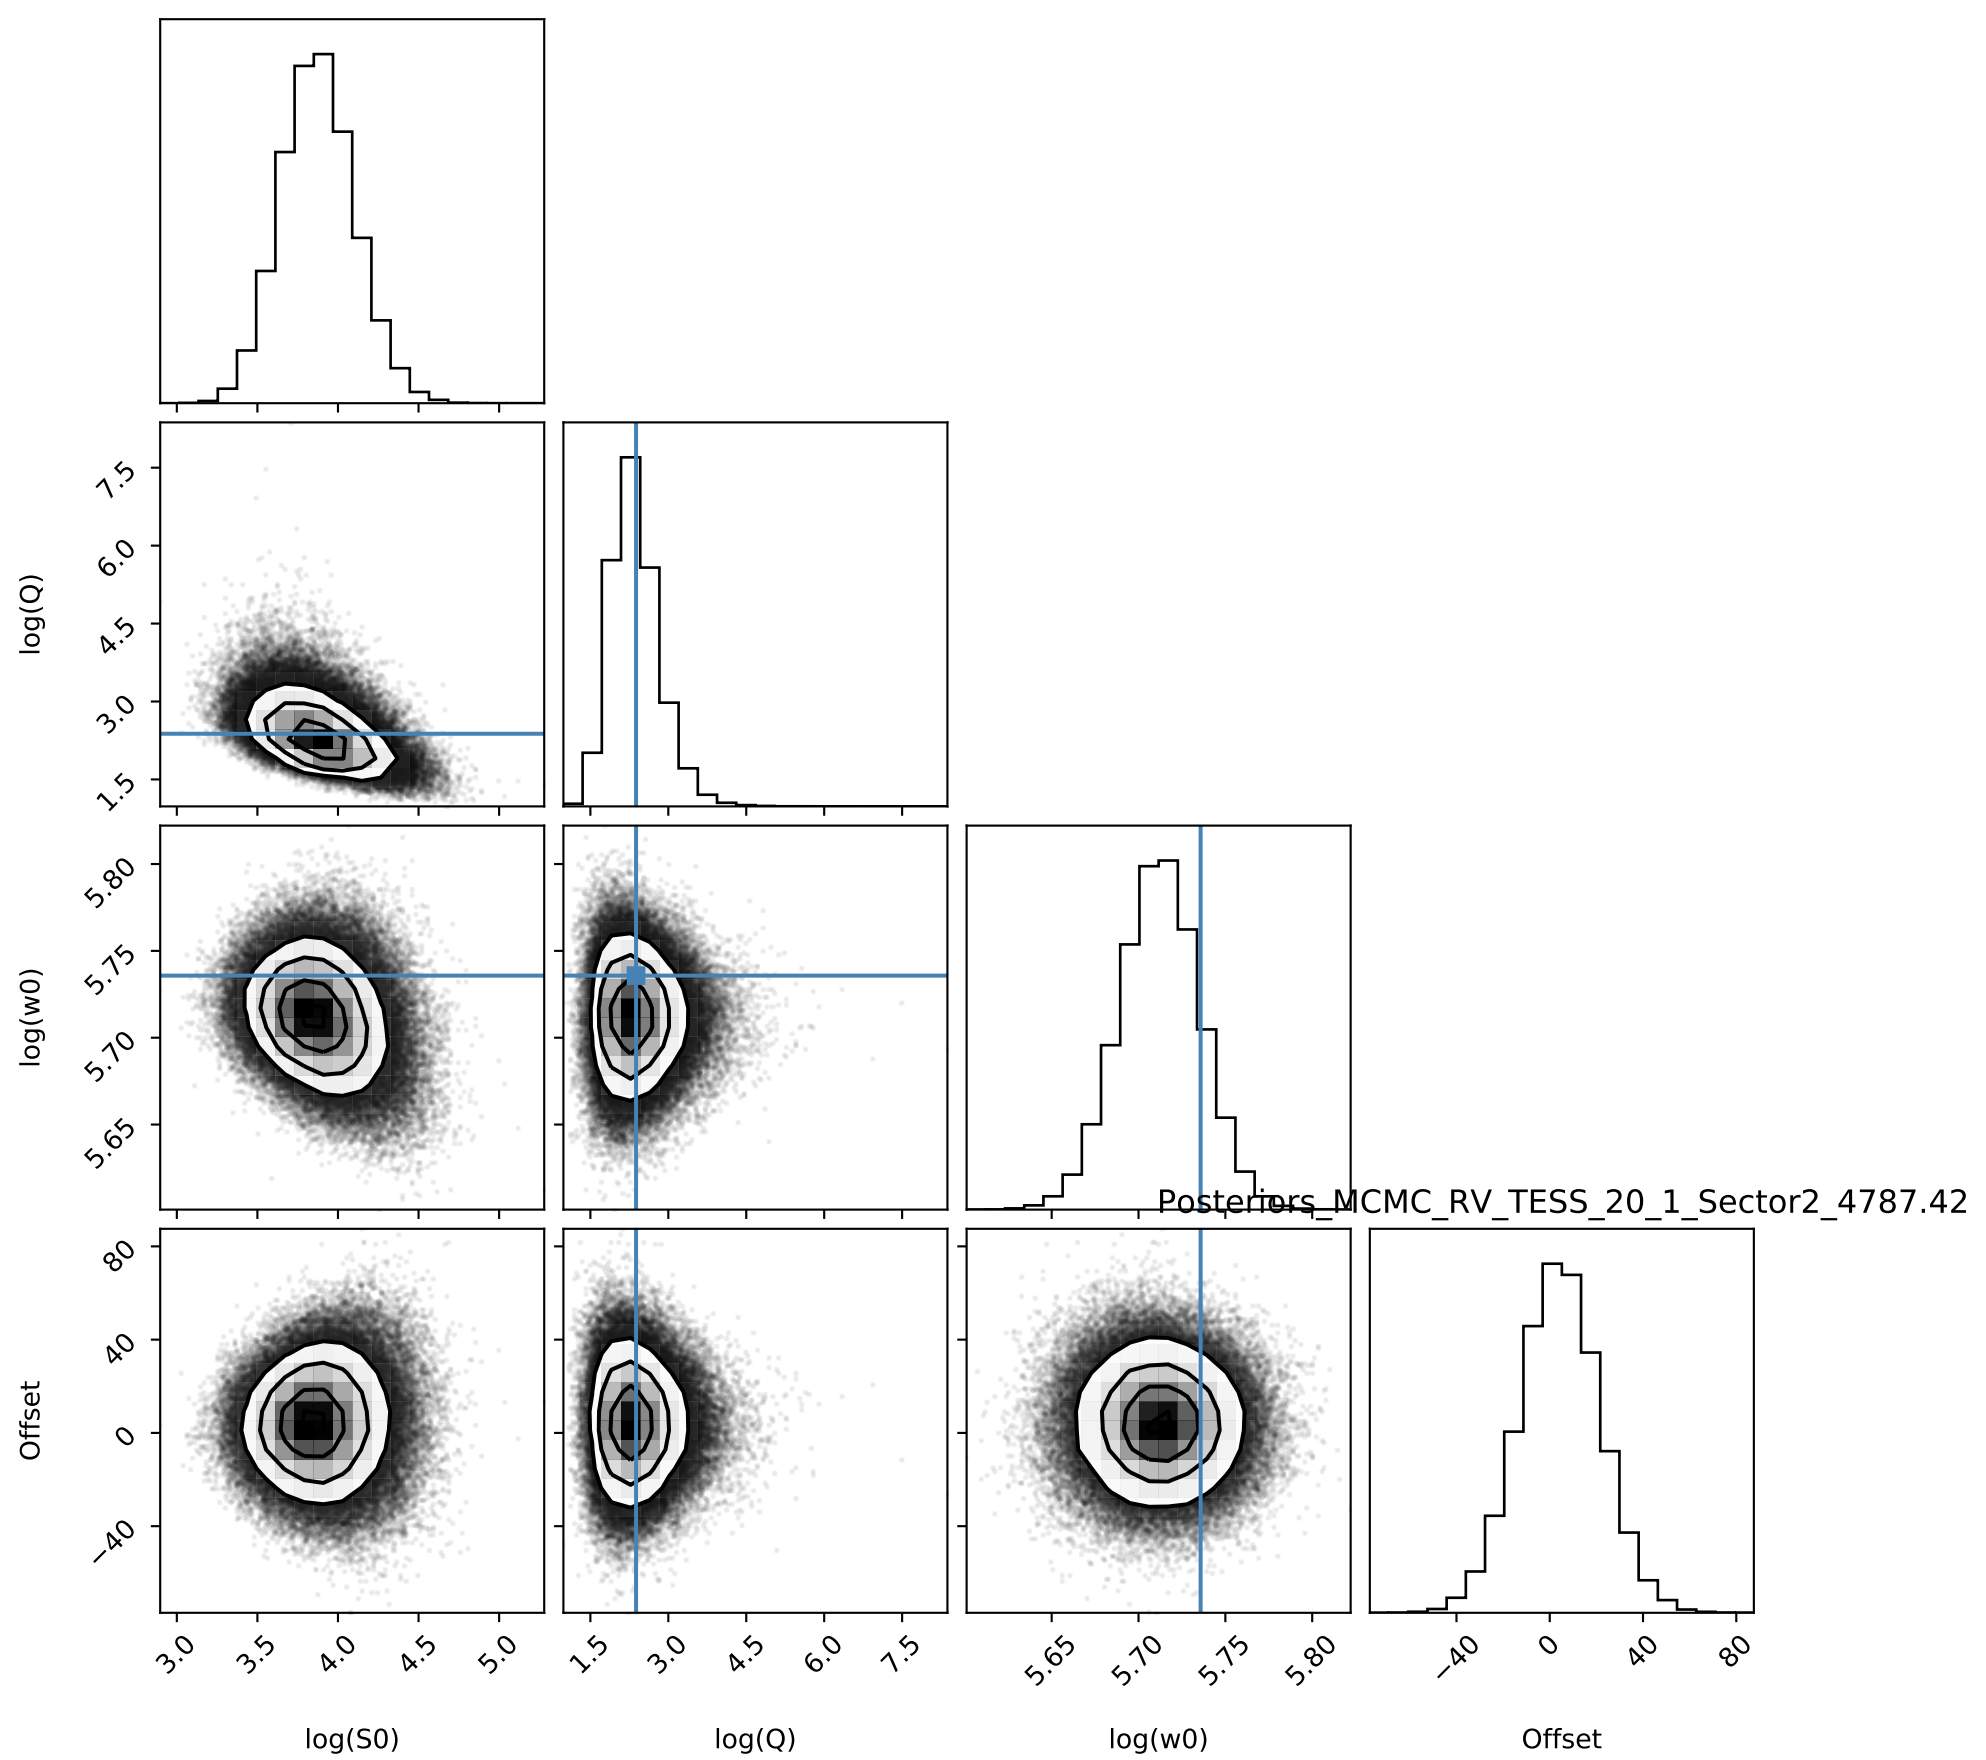 7.5
6.0
4.5
3.0
1.5
log(Q)
5.80
5.75
5.70
5.65
log(w0)
Posteriors_MCMC_RV_TESS_20_1_Sector2_4787.42
80
40
0
−40
Offset
3.0 3.5 4.0 4.5 5.0 1.5 3.0 4.5 6.0 7.5 5.65 5.70 5.75 5.80 −40 0 40 80
log(S0) log(Q) log(w0) Offset